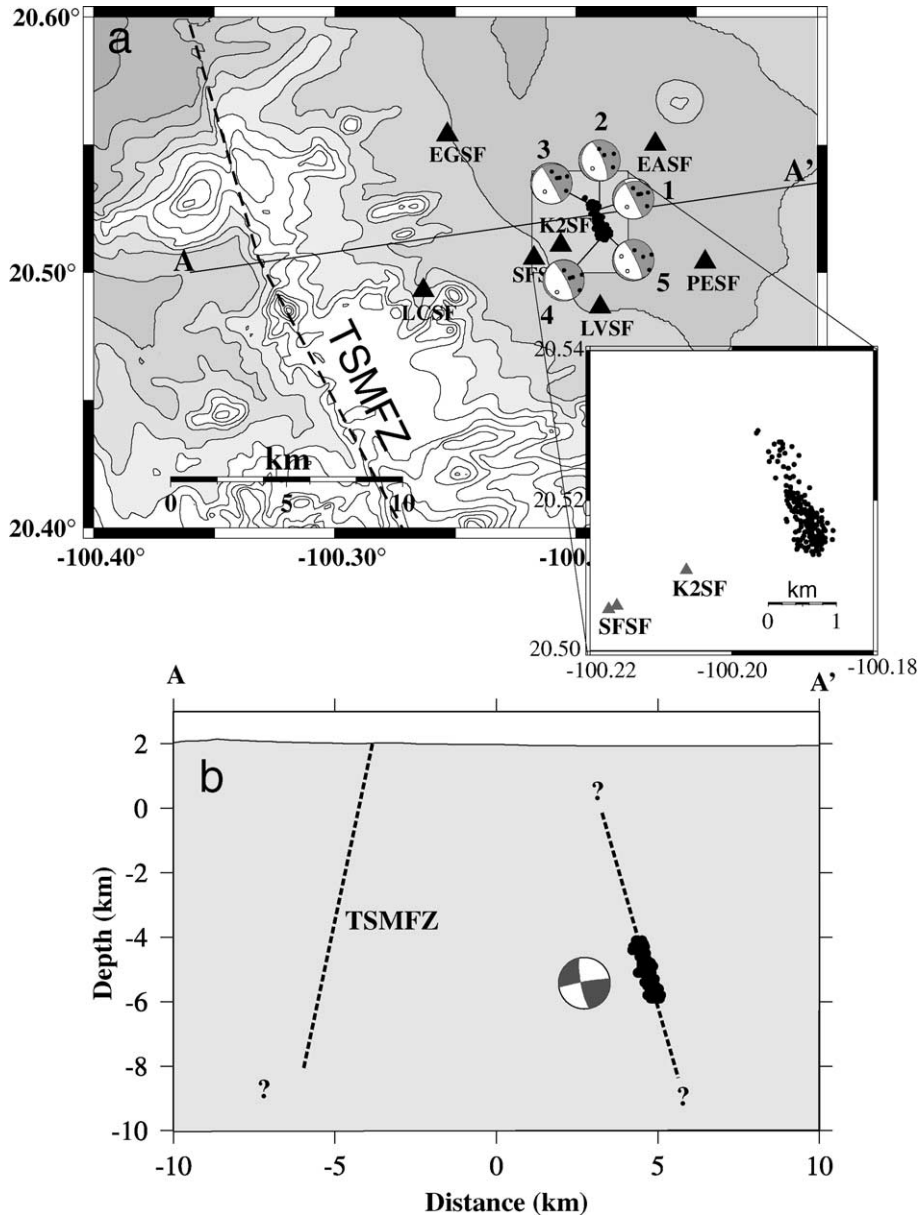 20.60°
a
2
3
EGSF
EASF
A'
1
K2SF
A
20.50°
SFS
5
PESF
LCSF
4
LVSF
TSMFZ
20.54
km
0 5 10
20.40°
20.52
-100.40° -100.30° -100.
K2SF
km
SFSF
0 1
20.50
-100.22 -100.20 -100.18
A
A'
2
b
?
0
-2
TSMFZ
-4
Depth (km)
-6
-8
?
?
-10
-10 -5 0 5 10
Distance (km)